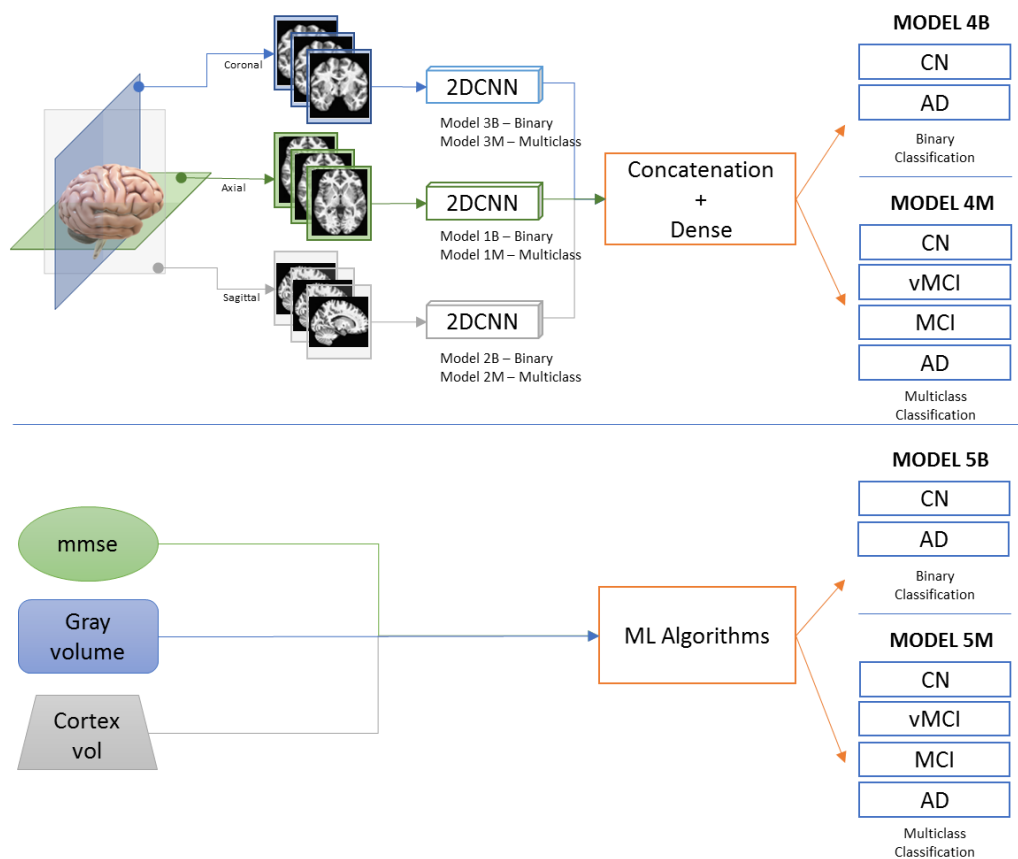 Coronal
2DCNN
Model 3B – Binary
Model 3M – Multiclass
Axial
2DCNN
Model 1B – Binary
Model 1M – Multiclass
Sagittal
2DCNN
Model 2B – Binary
Model 2M – Multiclass
Concatenation
+
Dense
MODEL 4B
CN
AD
Binary
Classification
MODEL 4M
CN
vMCI
MCI
AD
Multiclass
Classification
mmse
Gray
volume
Cortex
vol
ML Algorithms
MODEL 5B
CN
AD
Binary
Classification
MODEL 5M
CN
vMCI
MCI
AD
Multiclass
Classification